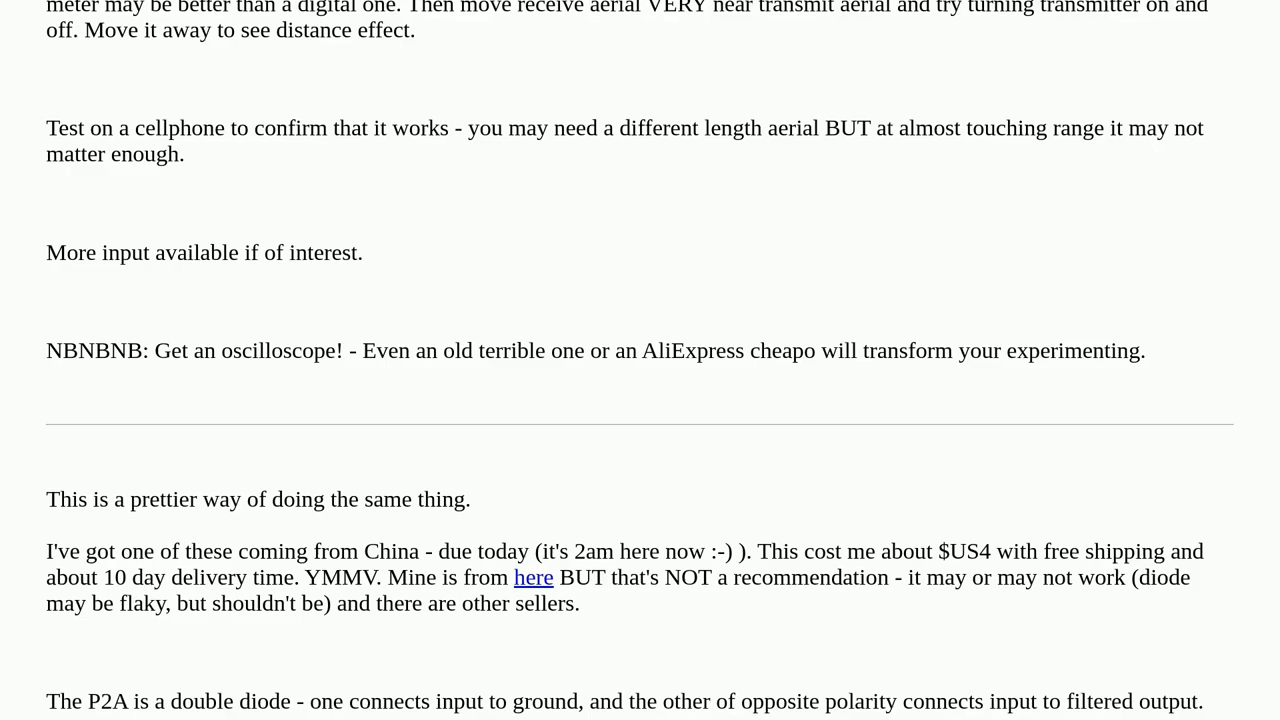 meter may be better than a digital one. Then move receive aerial VERY near transmit aerial and try turning transmitter on and
off. Move it away to see distance effect.
Test on a cellphone to confirm that it works - you may need a different length aerial BUT at almost touching range it may not
matter enough.
More input available if of interest.
NBNBNB: Get an oscilloscope! - Even an old terrible one or an AliExpress cheapo will transform your experimenting.
This is a prettier way of doing the same thing.
I've got one of these coming from China - due today (it's 2am here now :-) ). This cost me about $US4 with free shipping and
about 10 day delivery time. YMMV. Mine is from here BUT that's NOT a recommendation - it may or may not work (diode
may be flaky, but shouldn't be) and there are other sellers.
The P2A is a double diode - one connects input to ground, and the other of opposite polarity connects input to filtered output.